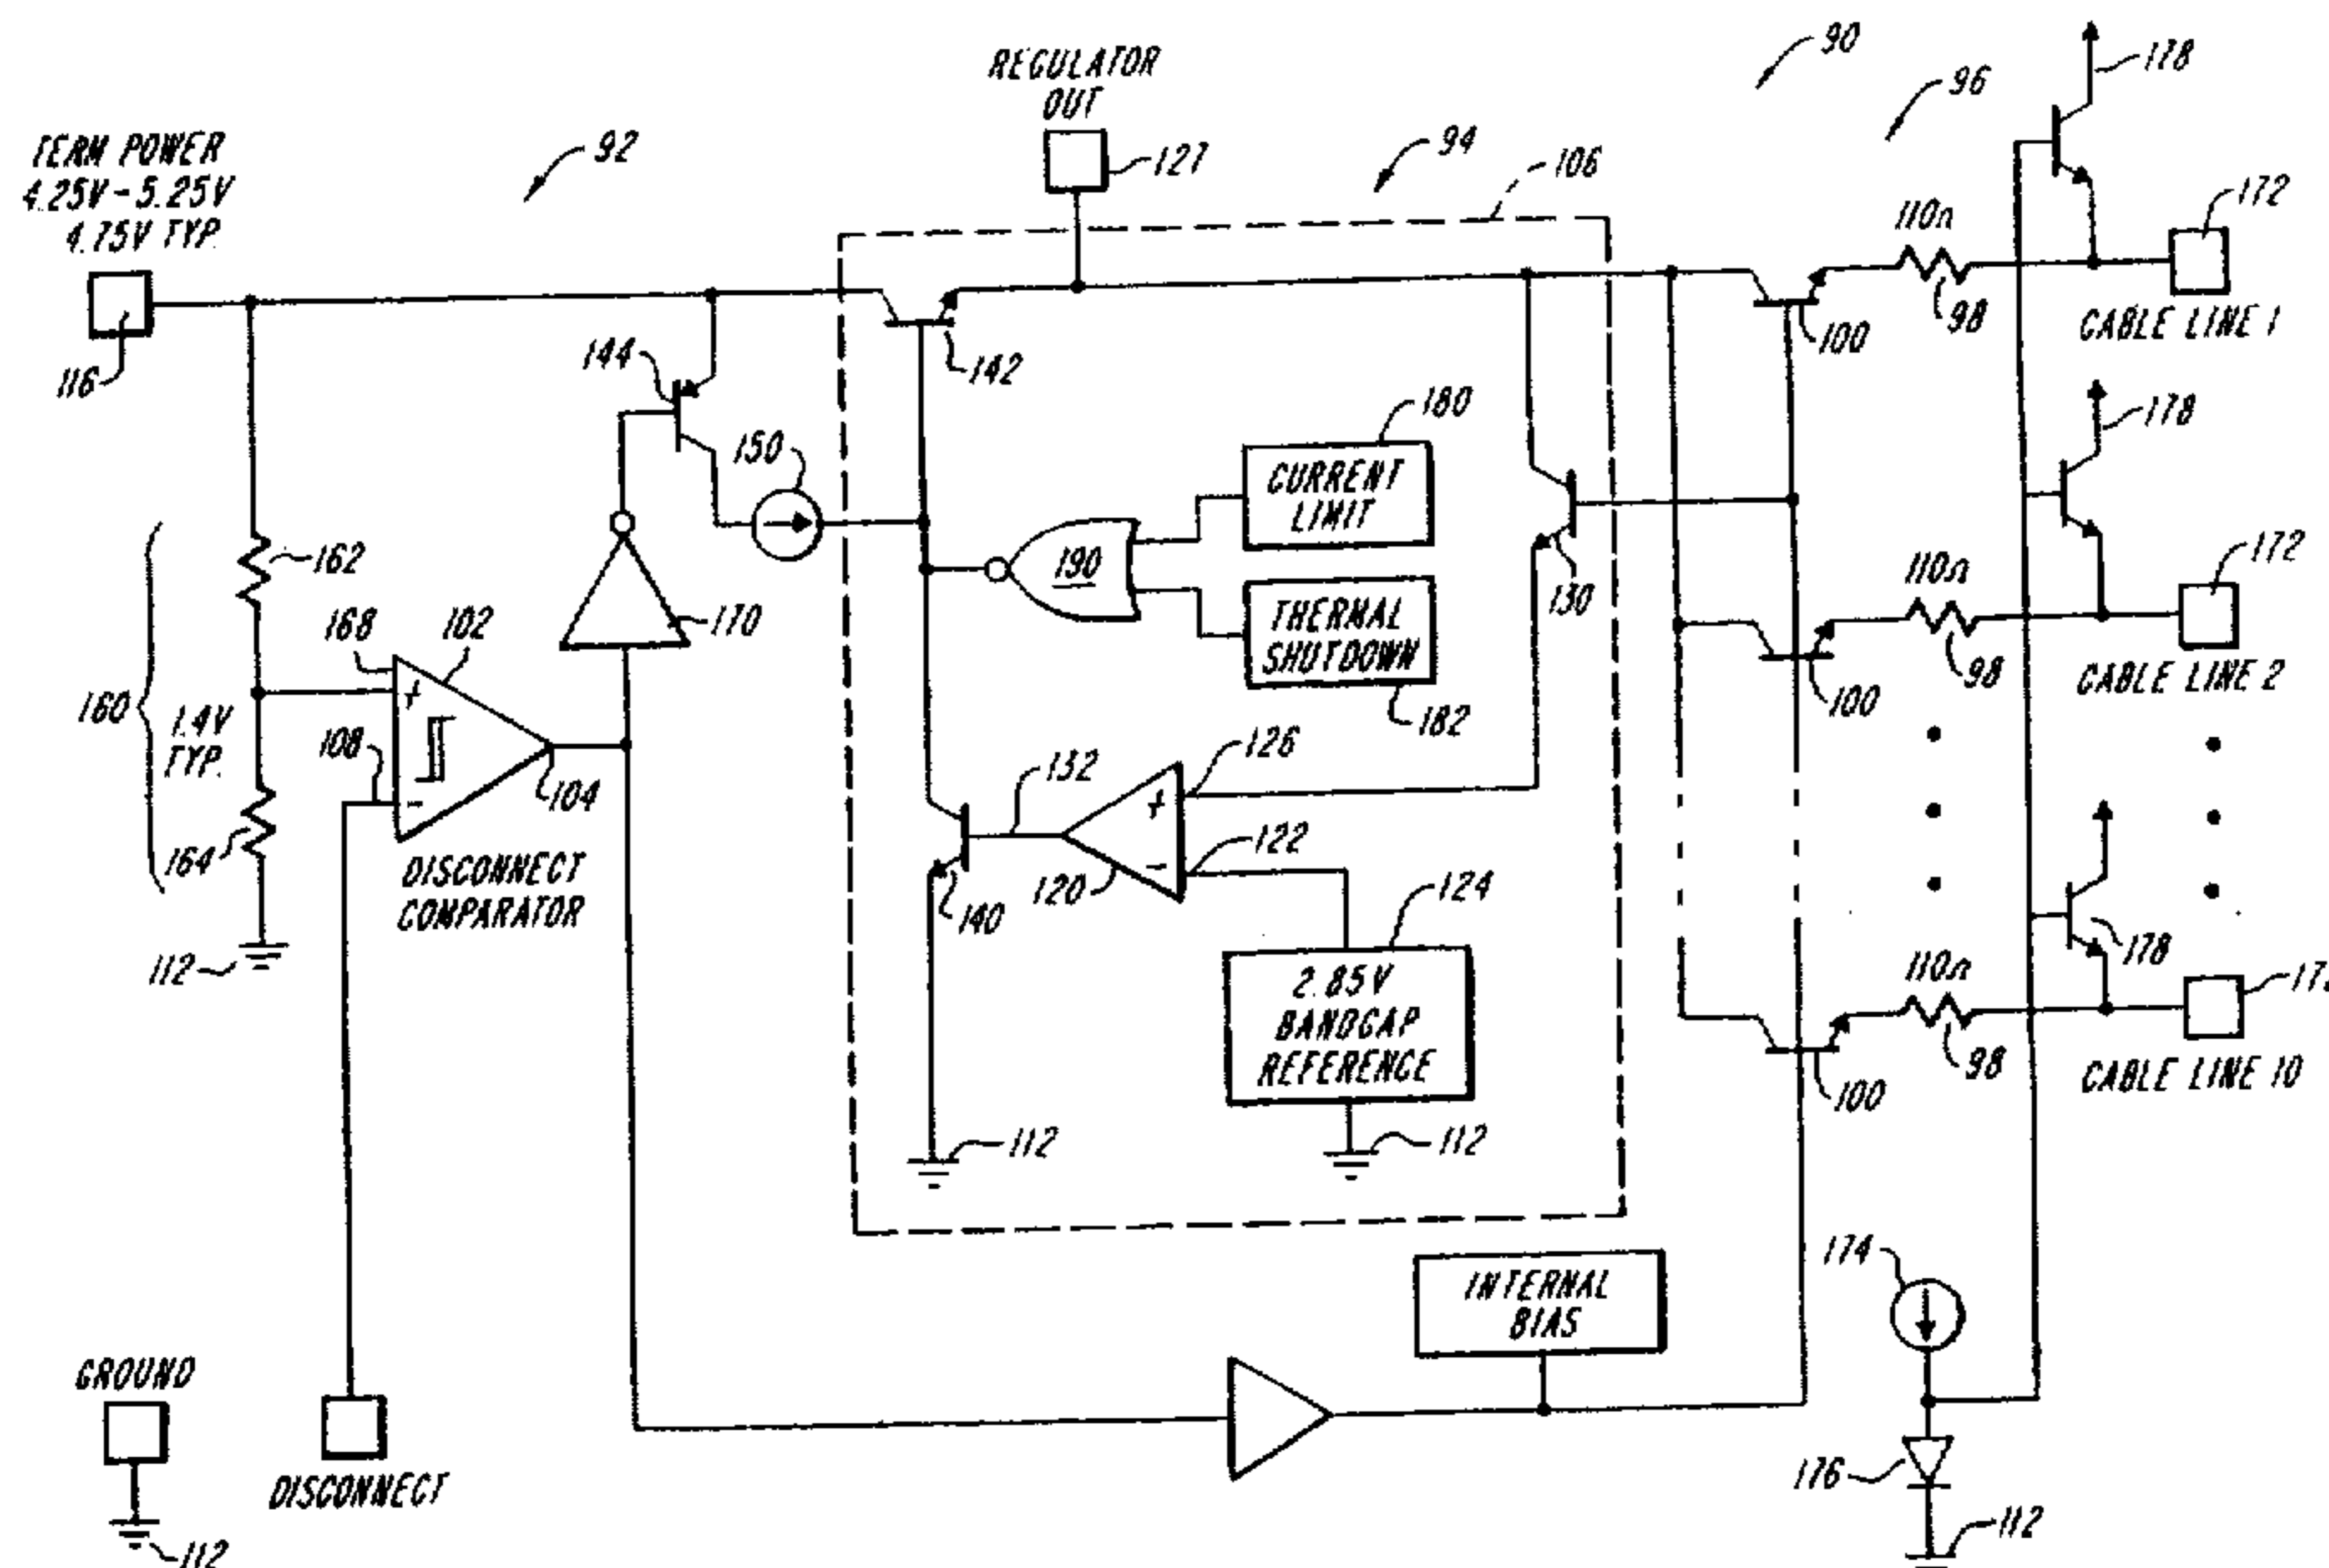 90
178
96
REGULATOR
OUT
TERM POWER
4.25V-5.25V
4.75V TYP.
92
94
106
127
172
110Ω
98
100
CABLE LINE 1
116
144
142
180
150
CURRENT
LIMIT
178
162
190
130
110Ω
172
168
102
170
THERMAL
SHUTDOWN
98
100
CABLE LINE 2
182
160
1.4V
TYP.
108
+
-
104
132
126
+
-
122
164
DISCONNECT
COMPARATOR
140
120
124
112
2.85V
BANDGAP
REFERENCE
178
110Ω
98
100
CABLE LINE 10
112
112
174
INTERNAL
BIAS
GROUND
DISCONNECT
176
112
112